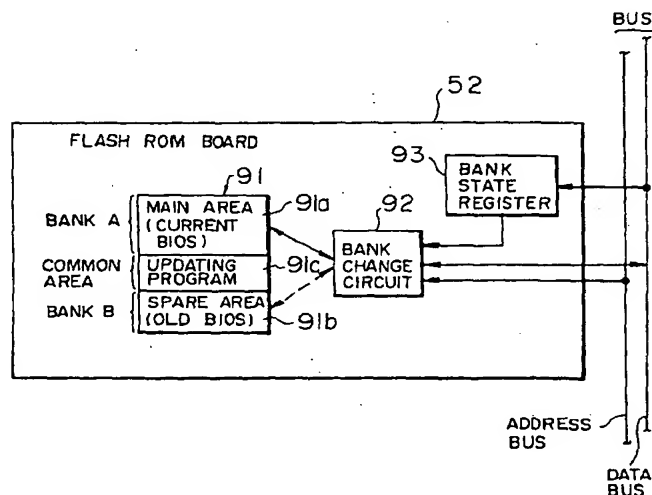 BUS
52
FLASH ROM BOARD
93
BANK
STATE
REGISTER
91
BANK A
MAIN AREA
(CURRENT
BIOS)
91a
92
BANK
CHANGE
CIRCUIT
COMMON
AREA
UPDATING
PROGRAM
91c
BANK B
SPARE AREA
(OLD BIOS)
91b
ADDRESS
BUS
DATA
BUS